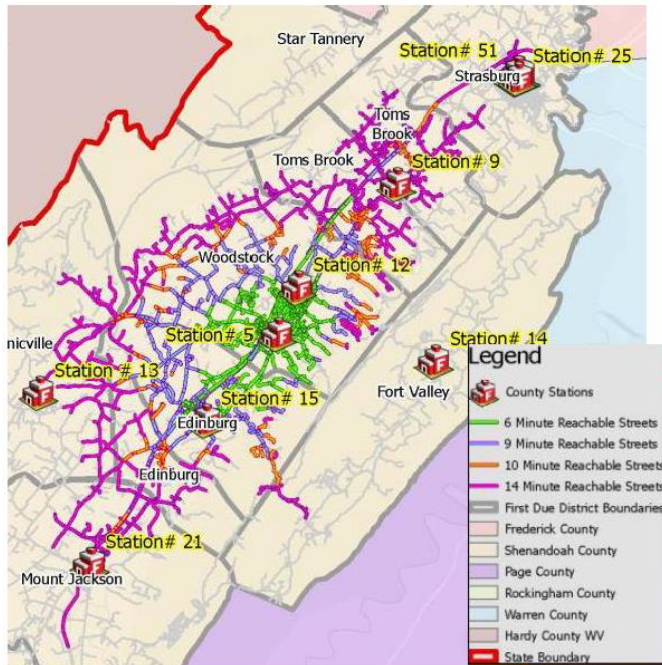 Star Tannery
Station# 51
Station# 25
Strasburg
Toms
Brook
Toms Brook
Station# 9
Woodstock
Station# 12
Station# 5
Station# 14
nicville
Station # 13
Fort Valley
Station# 15
Edinburg
Edinburg
Station# 21
Mount Jackson
Legend
County Stations
6 Minute Reachable Streets
9 Minute Reachable Streets
10 Minute Reachable Streets
14 Minute Reachable Streets
First Due District Boundaries
Frederick County
Shenandoah County
Page County
Rockingham County
Warren County
Hardy County WV
State Boundary